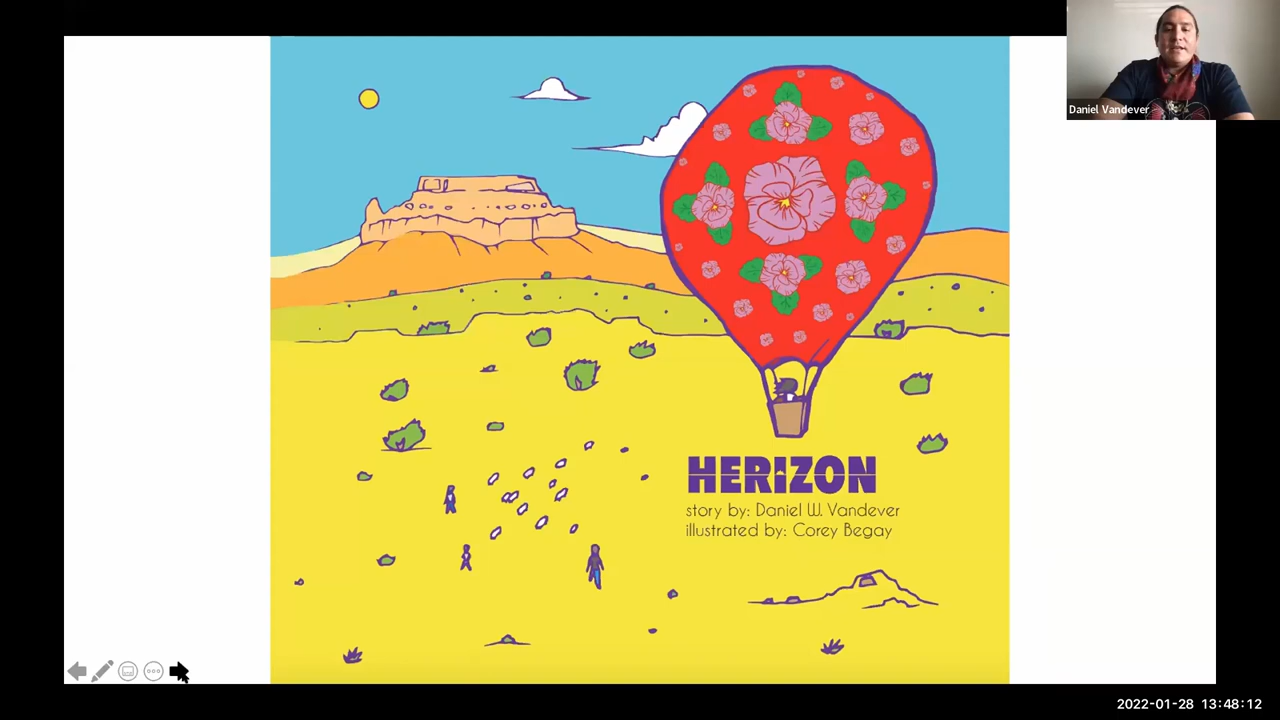 Daniel Vandever
HERIZON
story by: Daniel W. Vandever
illustrated by: Corey Begay
2022-01-28 13:48:12